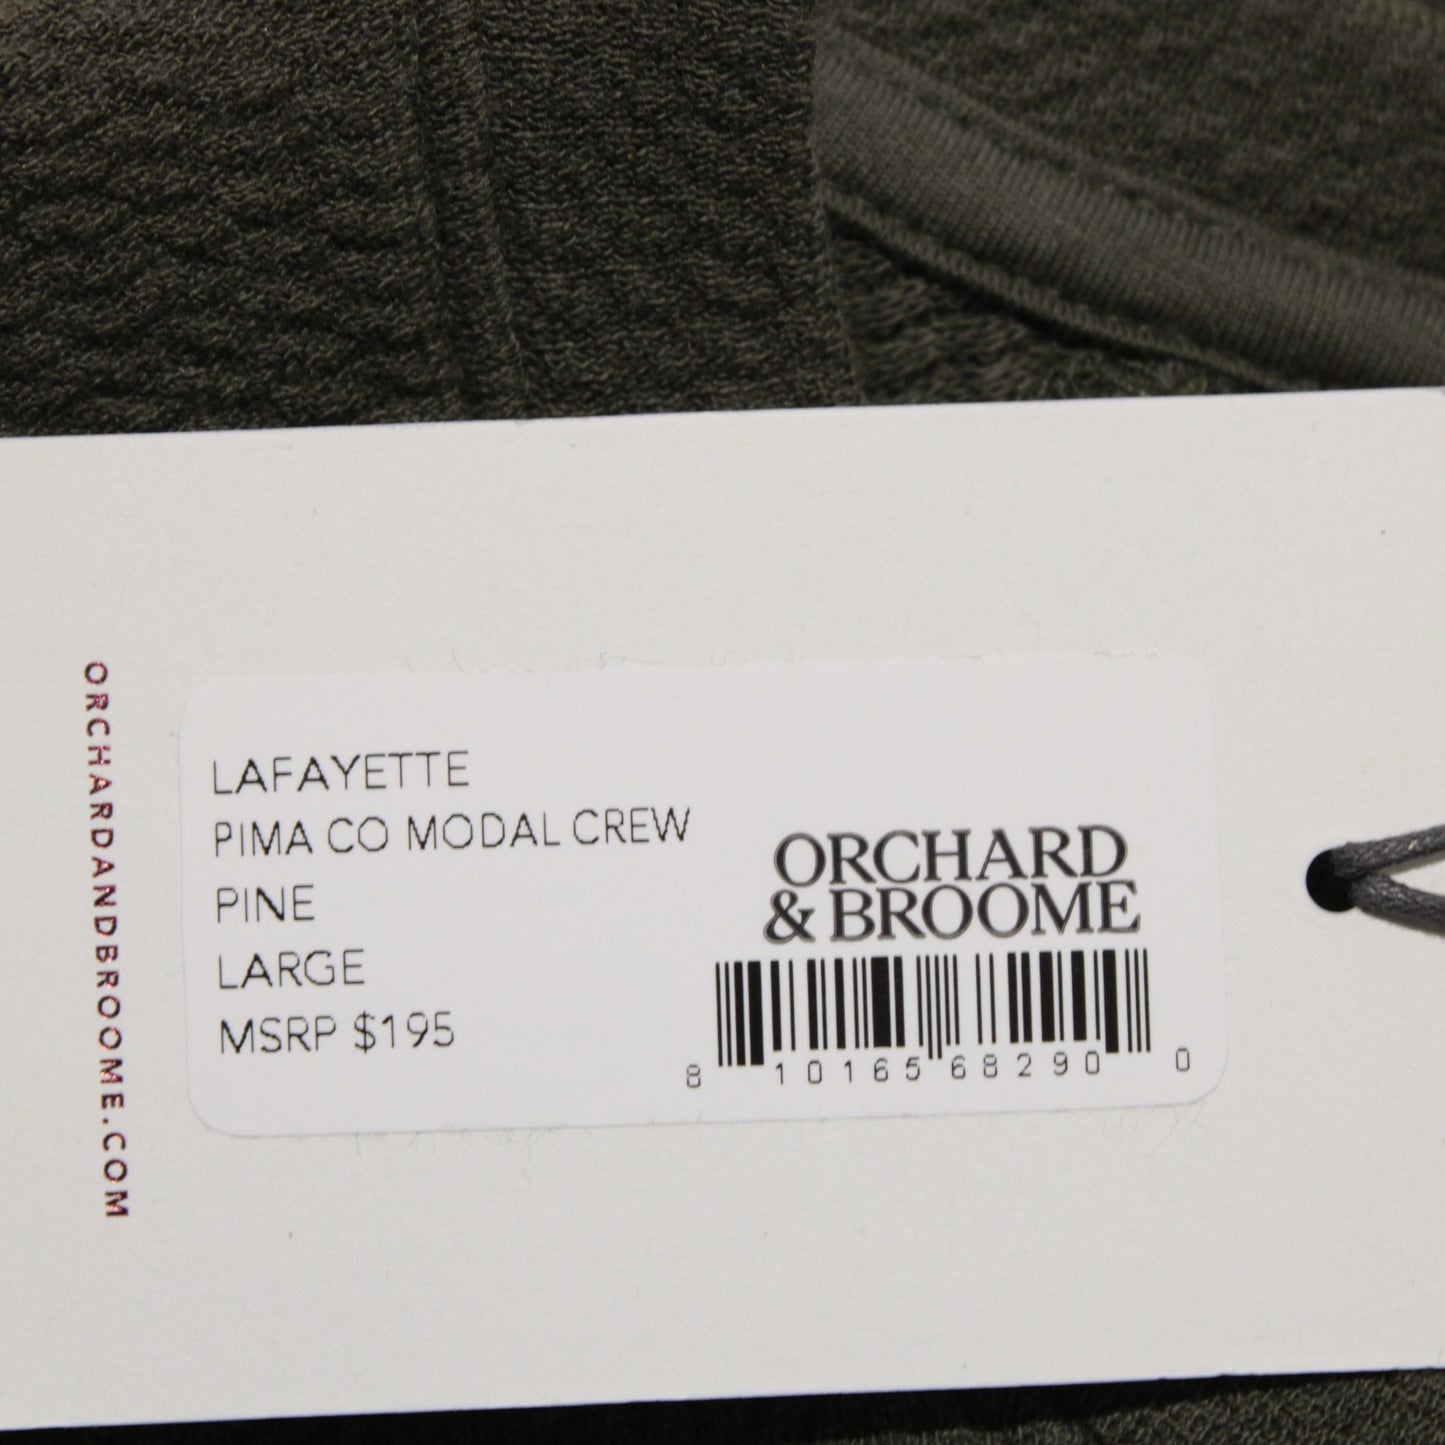 ORCHARDANDBROOME.COM
LAFAYETTE
PIMA CO MODAL CREW
PINE
LARGE
MSRP $195
ORCHARD
& BROOME
8 10165 68290 0